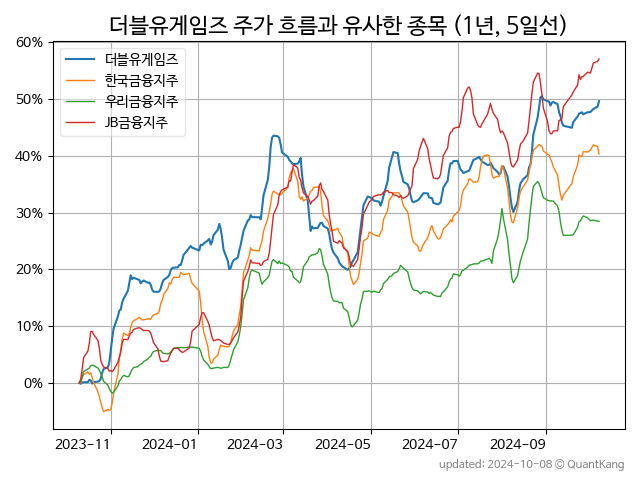 더블유게임즈 주가 흐름과 유사한 종목 (1년, 5일선)
더블유게임즈
한국금융지주
우리금융지주
JB금융지주
60%
50%
40%
30%
20%
10%
0%
2023-11 2024-01 2024-03 2024-05 2024-07 2024-09
updated: 2024-10-08 © QuantKang